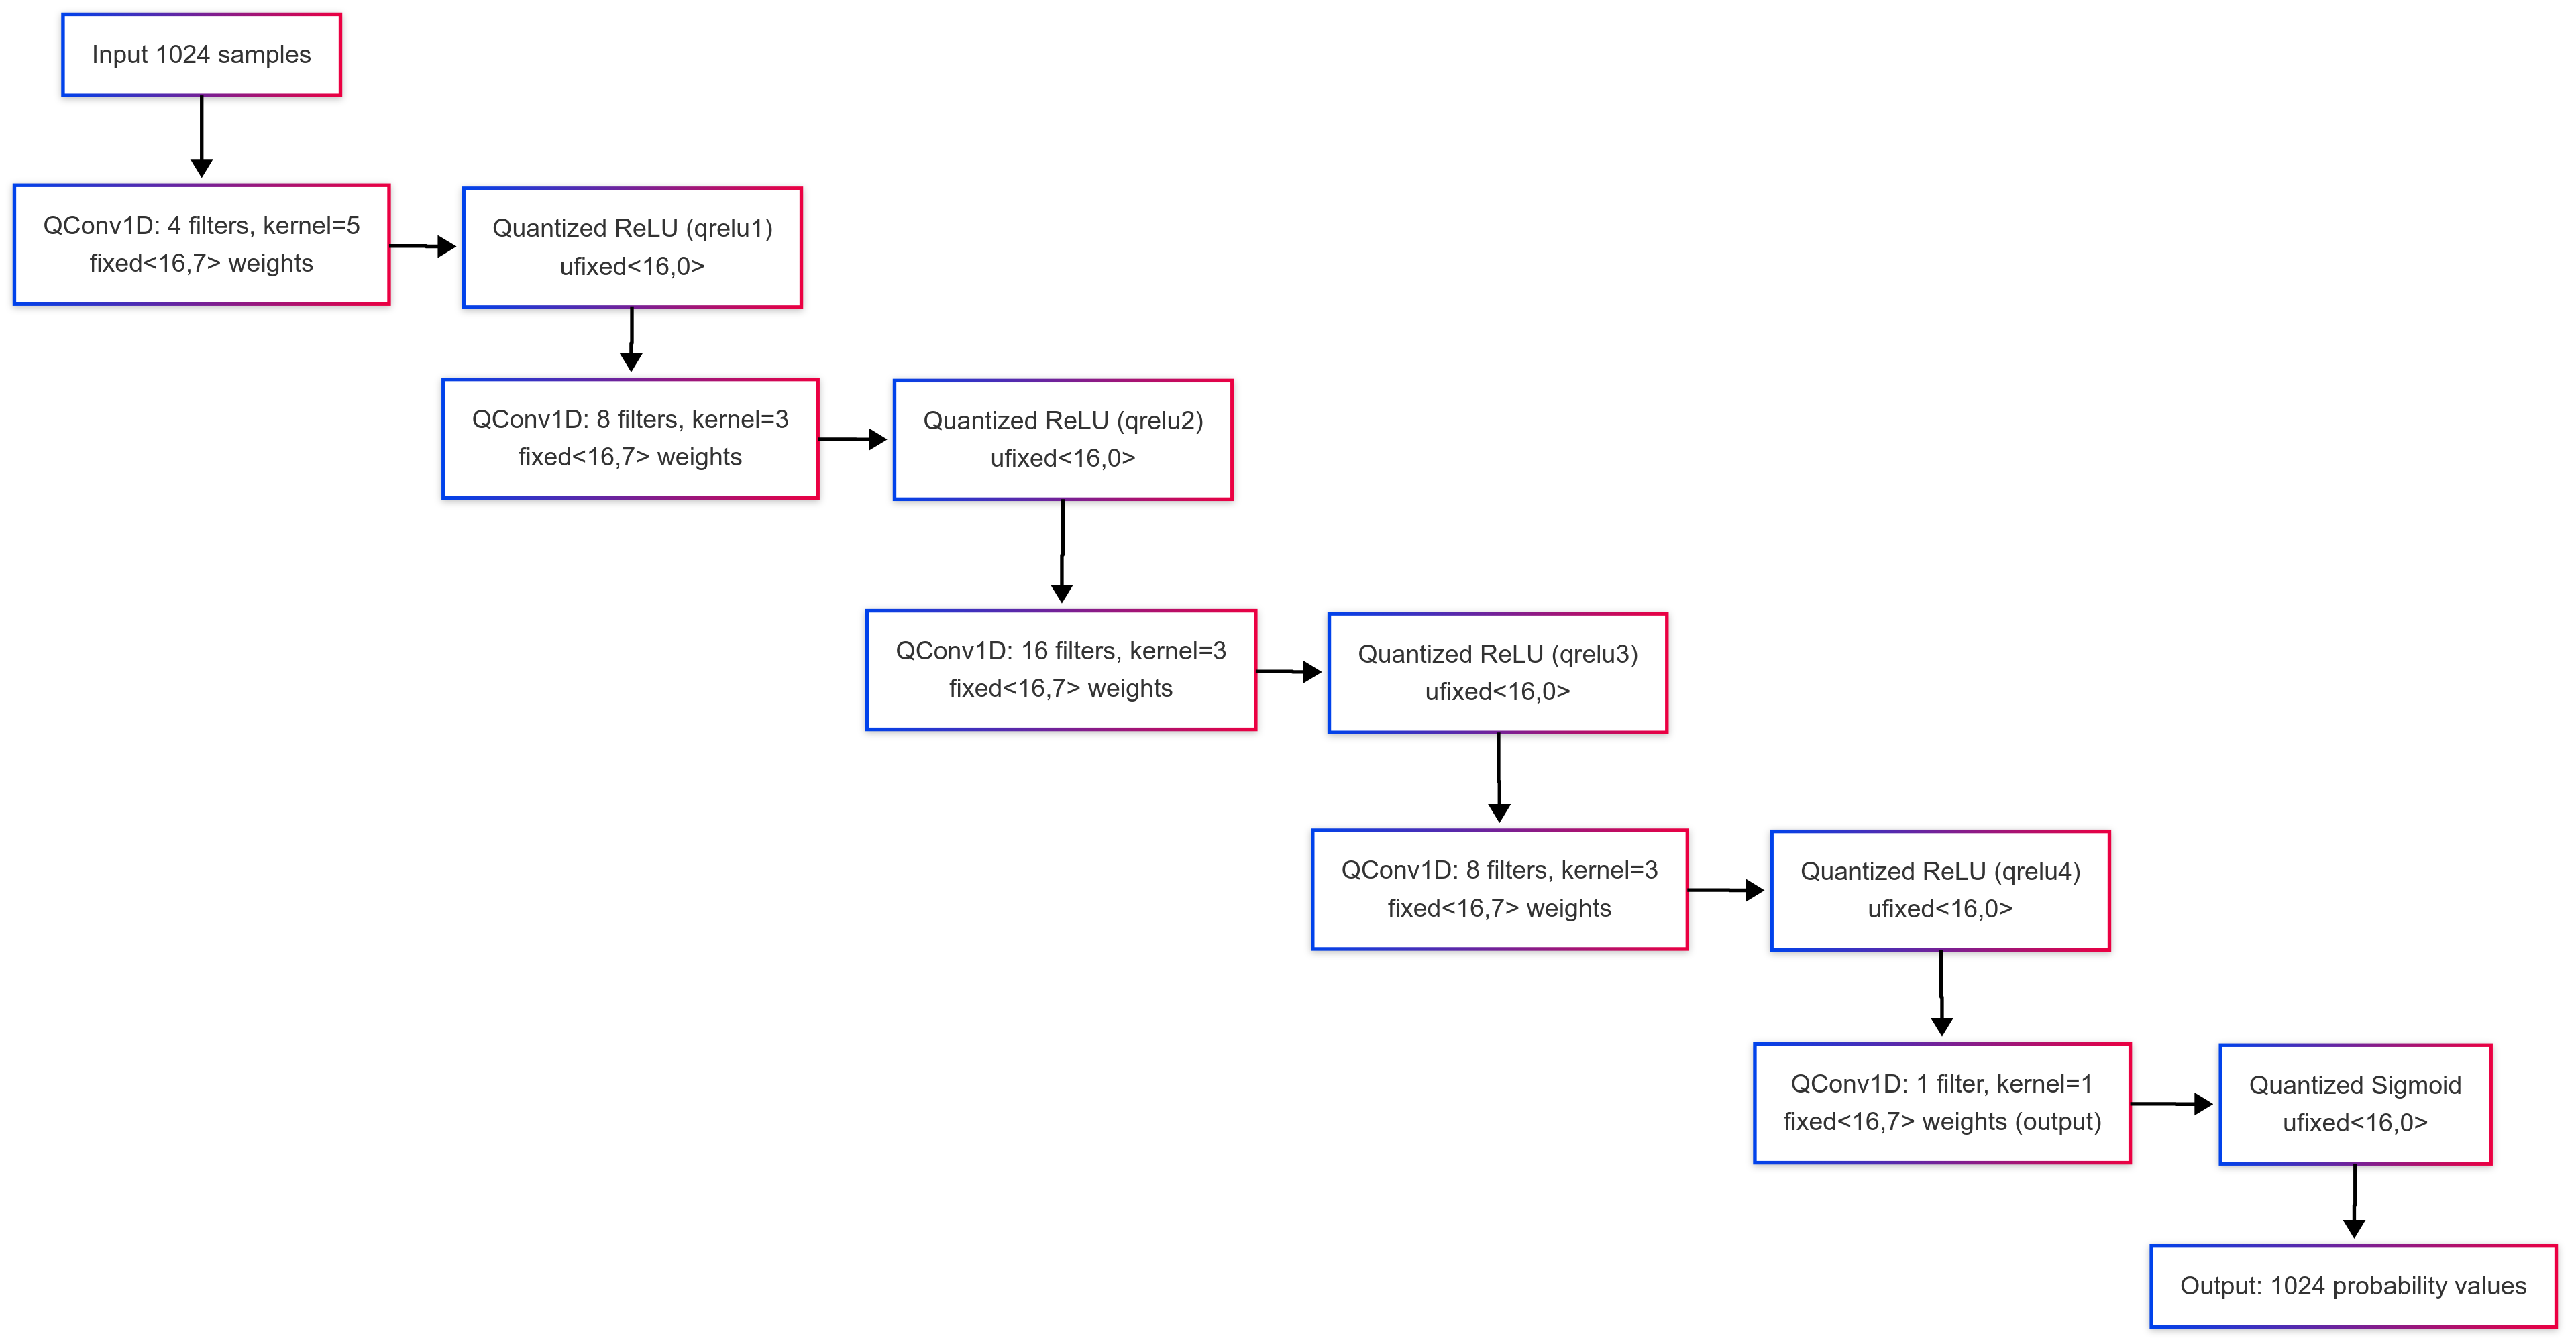 Input 1024 samples
QConv1D: 4 filters, kernel=5
fixed<16,7> weights
Quantized ReLU (qrelu1)
ufixed<16,0>
QConv1D: 8 filters, kernel=3
fixed<16,7> weights
Quantized ReLU (qrelu2)
ufixed<16,0>
QConv1D: 16 filters, kernel=3
fixed<16,7> weights
Quantized ReLU (qrelu3)
ufixed<16,0>
QConv1D: 8 filters, kernel=3
fixed<16,7> weights
Quantized ReLU (qrelu4)
ufixed<16,0>
QConv1D: 1 filter, kernel=1
fixed<16,7> weights (output)
Quantized Sigmoid
ufixed<16,0>
Output: 1024 probability values